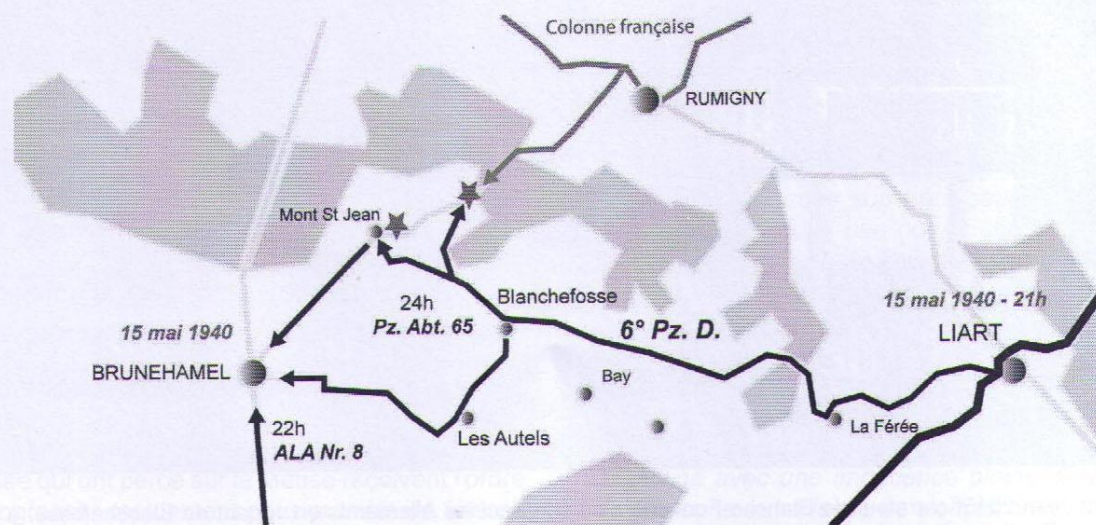 Colonne française
RUMIGNY
Mont St Jean
24h
Pz. Abt. 65
Blanchefosse
15 mai 1940 - 21h
LIART
15 mai 1940
6° Pz. D.
BRUNEHAMEL
Bay
22h
ALA Nr. 8
Les Autels
La Férée